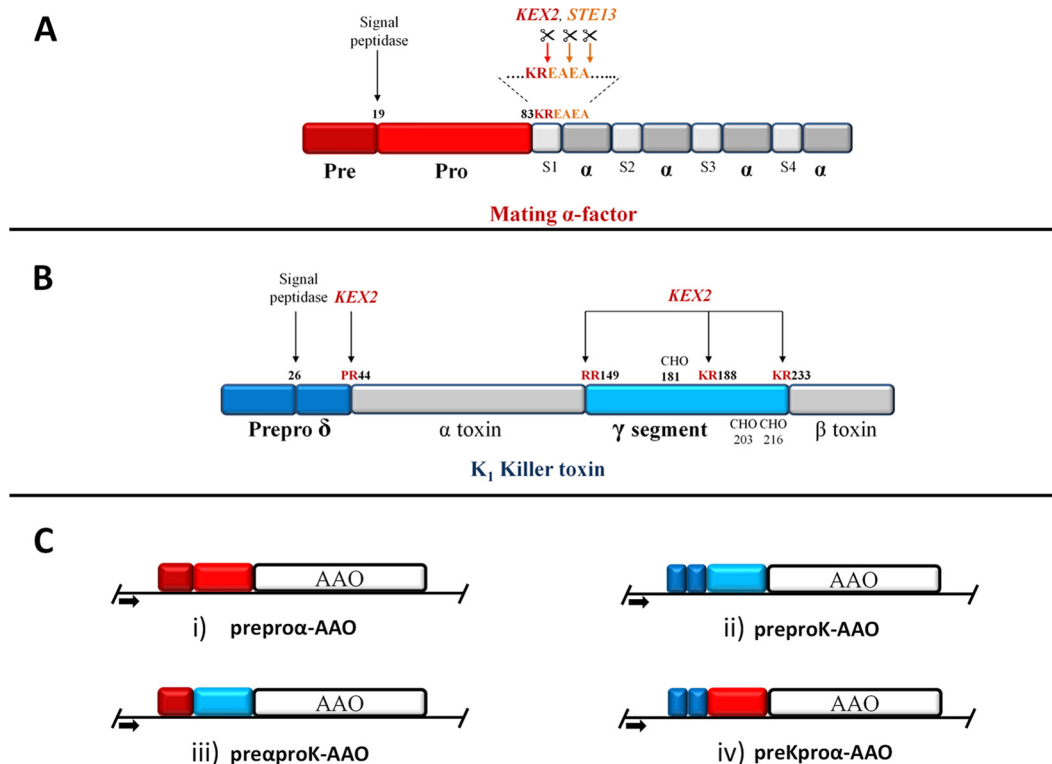 A
KEX2, STE13
Signal
peptidase
....KREAEA......
19
83KREAEA
Pre
Pro
S1
α
S2
α
S3
α
S4
α
Mating α-factor
B
Signal
peptidase
KEX2
KEX2
26
PR44
RR149
CHO
181
KR188
KR233
Prepro δ
α toxin
γ segment
CHO
203
CHO
216
β toxin
K₁ Killer toxin
C
AAO
i) preproα-AAO
AAO
ii) preproK-AAO
AAO
iii) preαproK-AAO
AAO
iv) preKproα-AAO